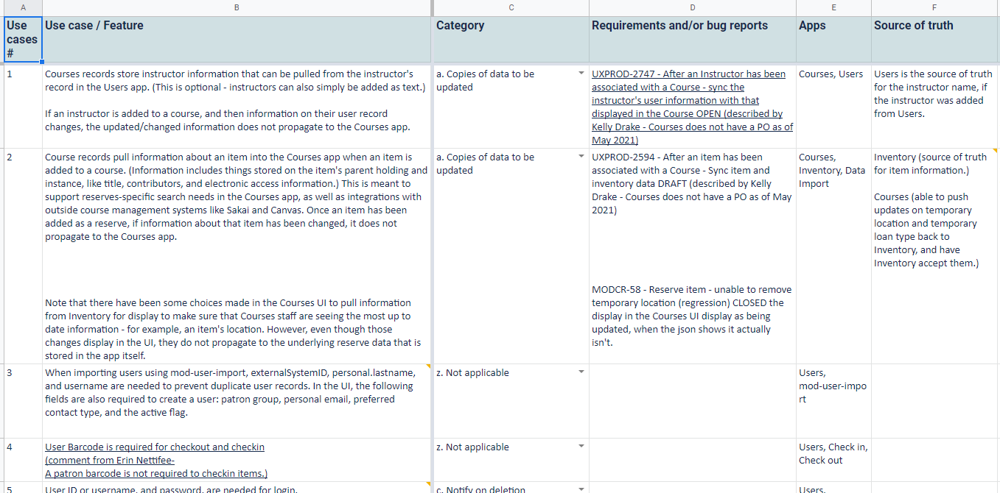 A B C D E F
Use
cases
#
Use case / Feature
Category
Requirements and/or bug reports
Apps
Source of truth
1
Courses records store instructor information that can be pulled from the instructor's
record in the Users app. (This is optional - instructors can also simply be added as text.)
If an instructor is added to a course, and then information on their user record
changes, the updated/changed information does not propagate to the Courses app.
a. Copies of data to be
updated
UXPROD-2747 - After an Instructor has been
associated with a Course - sync the
instructor's user information with that
displayed in the Course OPEN (described by
Kelly Drake - Courses does not have a PO as of
May 2021)
Courses, Users
Users is the source of truth
for the instructor name, if
the instructor was added
from Users.
2
Course records pull information about an item into the Courses app when an item is
added to a course. (Information includes things stored on the item's parent holding and
instance, like title, contributors, and electronic access information.) This is meant to
support reserves-specific search needs in the Courses app, as well as integrations with
outside course management systems like Sakai and Canvas. Once an item has been
added as a reserve, if information about that item has been changed, it does not
propagate to the Courses app.
Note that there have been some choices made in the Courses UI to pull information
from Inventory for display to make sure that Courses staff are seeing the most up to
date information - for example, an item's location. However, even though those
changes display in the UI, they do not propagate to the underlying reserve data that is
stored in the app itself.
a. Copies of data to be
updated
UXPROD-2594 - After an item has been
associated with a Course - Sync item and
inventory data DRAFT (described by Kelly
Drake - Courses does not have a PO as of May
2021)
MODCR-58 - Reserve item - unable to remove
temporary location (regression) CLOSED the
display in the Courses UI display as being
updated, when the json shows it actually
isn't.
Courses,
Inventory, Data
Import
Inventory (source of truth
for item information.)
Courses (able to push
updates on temporary
location and temporary
loan type back to
Inventory, and have
Inventory accept them.)
3
When importing users using mod-user-import, externalSystemID, personal.lastname,
and username are needed to prevent duplicate user records. In the UI, the following
fields are also required to create a user: patron group, personal email, preferred
contact type, and the active flag.
z. Not applicable
Users,
mod-user-impo
rt
4
User Barcode is required for checkout and checkin
(comment from Erin Nettifee-
A patron barcode is not required to checkin items.)
z. Not applicable
Users, Check in,
Check out
5
User ID or username, and password, are needed for login.
c. Notify on deletion
Users,